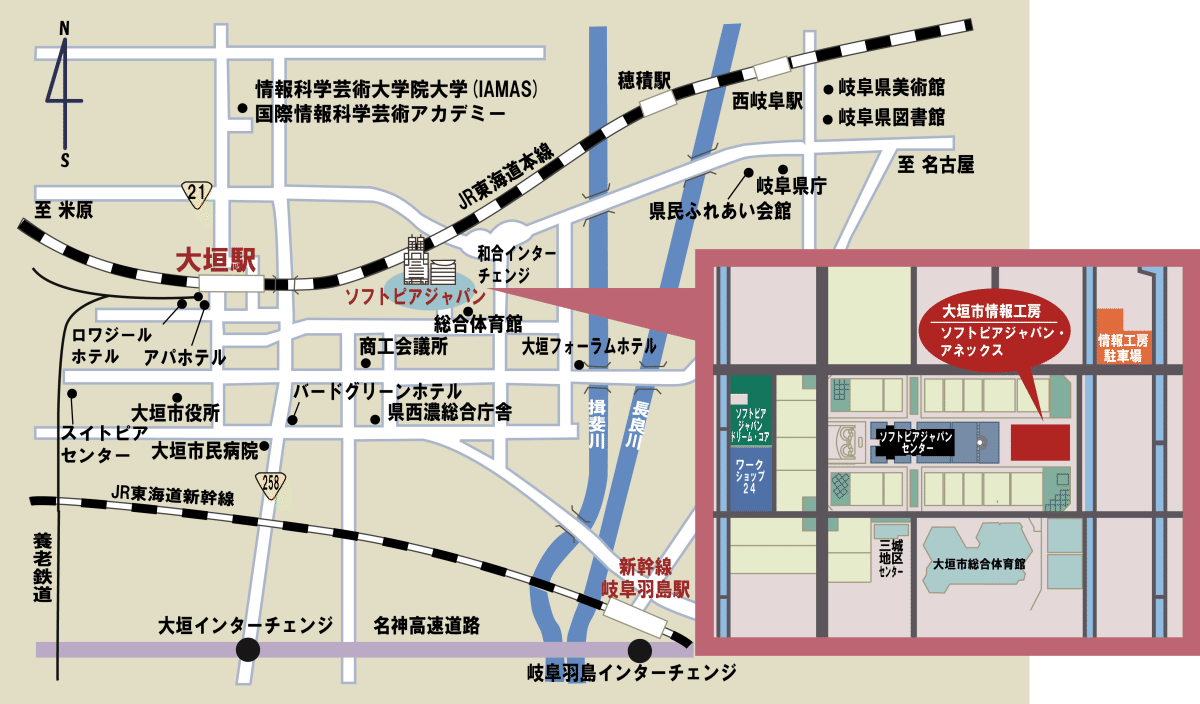 N
S
情報科学芸術大学院大学(IAMAS)
国際情報科学芸術アカデミー
穂積駅
西岐阜駅
岐阜県美術館
岐阜県図書館
至 名古屋
岐阜県庁
県民ふれあい会館
JR東海道本線
21
至 米原
大垣駅
和合インター
チェンジ
ソフトピアジャパン
総合体育館
ロワジール
ホテル
アパホテル
商工会議所
大垣フォーラムホテル
バードグリーンホテル
県西濃総合庁舎
大垣市役所
スイトピア
センター
大垣市民病院
揖斐川
長良川
258
JR東海道新幹線
養老鉄道
新幹線
岐阜羽島駅
大垣インターチェンジ
名神高速道路
岐阜羽島インターチェンジ
大垣市情報工房
ソフトピアジャパン・
アネックス
情報工房
駐車場
ソフトピア
ジャパン
ドリーム・コア
ワーク
ショップ
24
ソフトピアジャパン
センター
三城
地区
センター
大垣市総合体育館